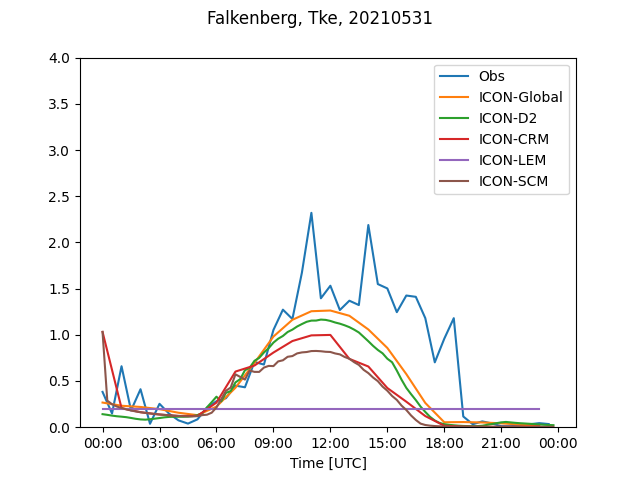 Falkenberg, Tke, 20210531
4.0
3.5
3.0
2.5
2.0
1.5
1.0
0.5
0.0
Obs
ICON-Global
ICON-D2
ICON-CRM
ICON-LEM
ICON-SCM
00:00 03:00 06:00 09:00 12:00 15:00 18:00 21:00 00:00
Time [UTC]